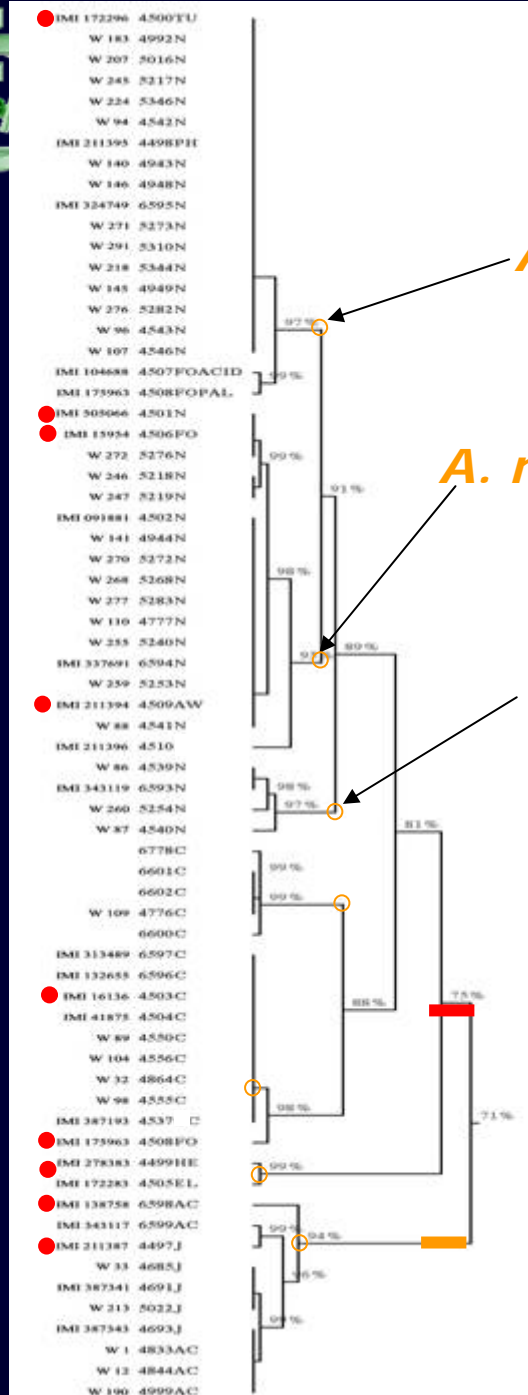 IMI 172296 4500TU
W 183 4992N
W 207 5016N
W 245 5217N
W 224 5346N
W 94 4542N
IMI 211395 4498PH
W 140 4943N
W 146 4948N
IMI 324749 6595N
W 271 5273N
W 291 5310N
W 218 5344N
W 145 4949N
W 276 5282N
W 96 4543N
97%
W 107 4546N
IMI 104688 4507FOACID
99%
IMI 175963 4508FOPAL
IMI 505066 4501N
IMI 15954 4506FO
W 272 5276N
99%
A. n
W 246 5218N
W 247 5219N
91%
IMI 091881 4502N
W 141 4944N
W 270 5272N
98%
W 268 5268N
W 277 5283N
W 110 4777N
W 255 5240N
89%
IMI 337691 6594N
W 259 5253N
IMI 211394 4509AW
W 88 4541N
IMI 211396 4510
W 86 4539N
98%
IMI 343119 6593N
W 260 5254N
97%
W 87 4540N
81%
6778C
99%
6601C
6602C
99%
W 109 4776C
6600C
IMI 313489 6597C
IMI 132655 6596C
IMI 16136 4503C
75%
88%
IMI 41875 4504C
W 89 4550C
W 104 4556C
W 32 4864C
W 98 4555C
98%
IMI 387193 4537 C
71%
IMI 175963 4508FO
IMI 278383 4499HE
99%
IMI 172283 4505EL
IMI 138758 6598AC
IMI 343117 6599AC
99%
94%
IMI 211387 4497J
W 33 4685J
96%
IMI 387341 4691J
W 213 5022J
99%
IMI 387343 4693J
W 1 4833AC
W 12 4844AC
W 190 4999AC